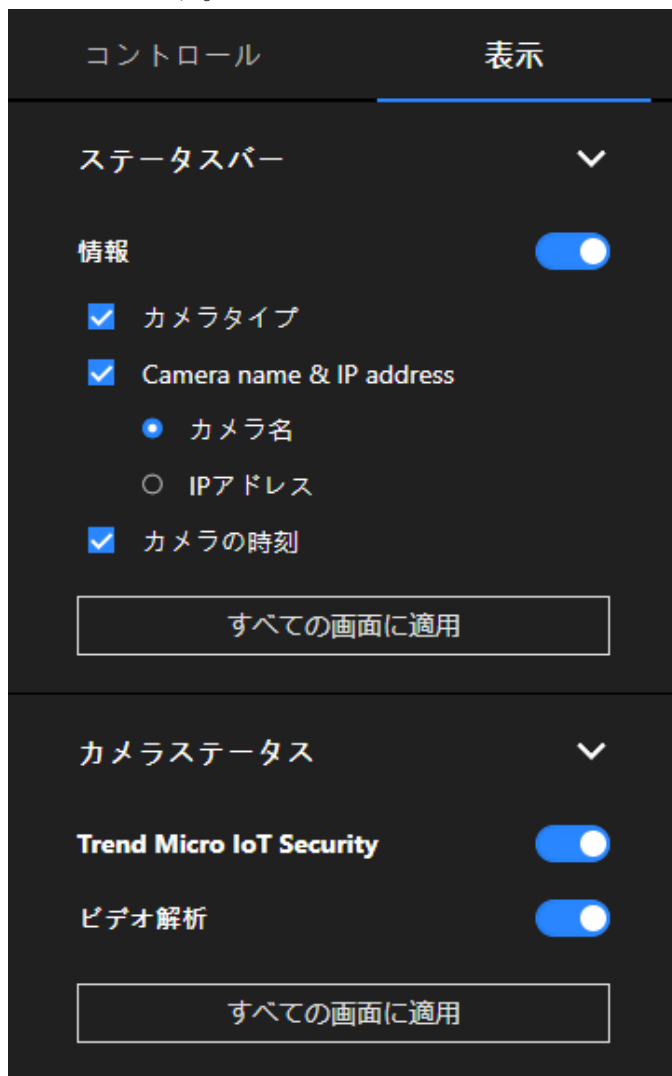 コントロール 表示
ステータスバー
情報
カメラタイプ
Camera name & IP address
カメラ名
IPアドレス
カメラの時刻
すべての画面に適用
カメラステータス
Trend Micro IoT Security
ビデオ解析
すべての画面に適用